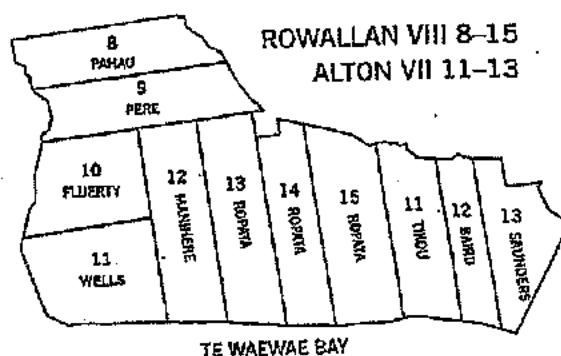 ROWALLAN VIII 8–15
ALTON VII 11–13
8
PAHAU
9
PERE
10
FLUERTY
11
WELLS
12
MANIHERE
13
ROPATA
14
ROPATA
15
ROPATA
11
12
BAIRD
13
SAUNDERS
TE WAEWAE BAY